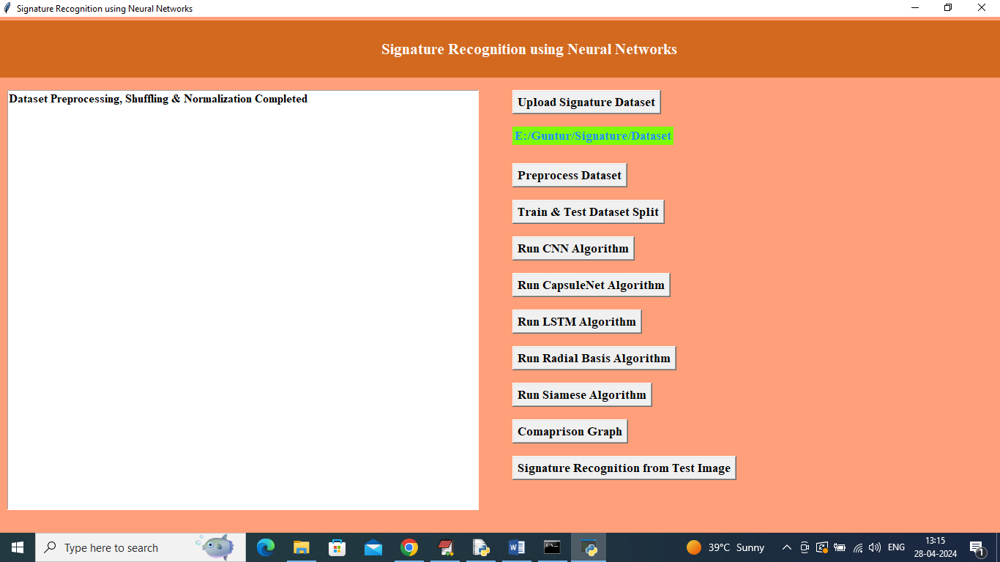 Signature Recognition using Neural Networks
Signature Recognition using Neural Networks
Dataset Preprocessing, Shuffling & Normalization Completed
Upload Signature Dataset
E:/Guntur/Signature/Dataset
Preprocess Dataset
Train & Test Dataset Split
Run CNN Algorithm
Run CapsuleNet Algorithm
Run LSTM Algorithm
Run Radial Basis Algorithm
Run Siamese Algorithm
Comaprison Graph
Signature Recognition from Test Image
Type here to search
39°C Sunny
ENG
13:15
28-04-2024
1